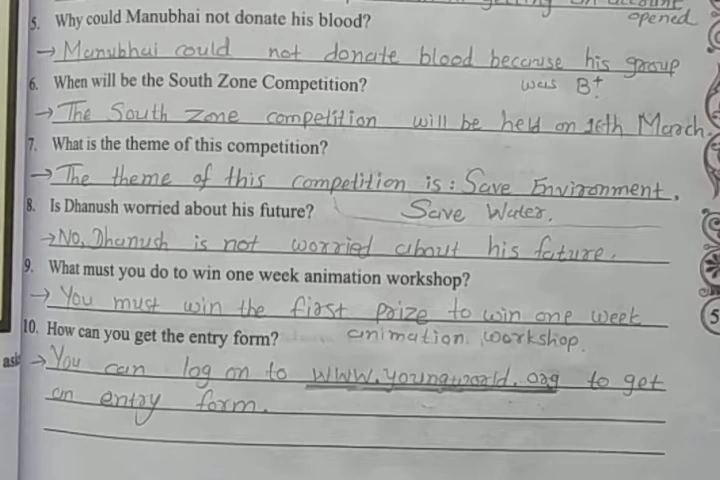 opened
5. Why could Manubhai not donate his blood?
→ Manubhai could not donate blood because his group
was B+
6. When will be the South Zone Competition?
→ The South zone competition will be held on 16th March.
7. What is the theme of this competition?
→ The theme of this competition is : Save Environment,
Save Water.
8. Is Dhanush worried about his future?
→ No, Dhanush is not worried about his future.
9. What must you do to win one week animation workshop?
→ You must win the first prize to win one week
animation workshop.
10. How can you get the entry form?
→ You can log on to www.youngworld.org to get
an entry form.